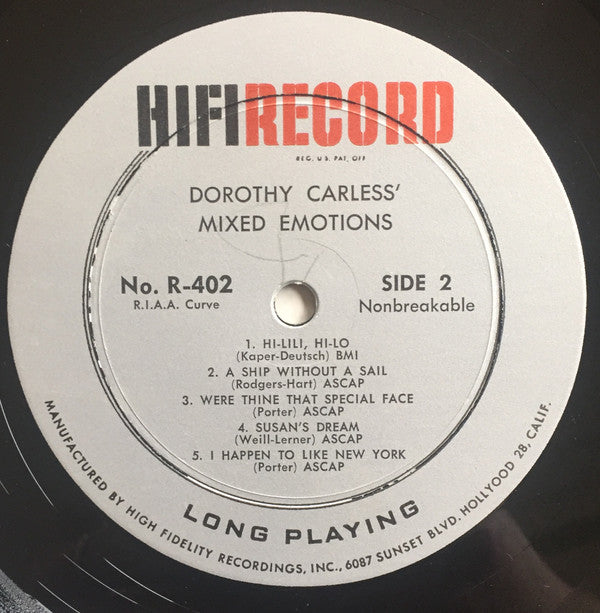 HIFIRECORD
REG. U.S. PAT. OFF
DOROTHY CARLESS'
MIXED EMOTIONS
No. R-402
R.I.A.A. Curve
SIDE 2
Nonbreakable
1. HI-LILI, HI-LO
(Kaper-Deutsch) BMI
2. A SHIP WITHOUT A SAIL
(Rodgers-Hart) ASCAP
3. WERE THINE THAT SPECIAL FACE
(Porter) ASCAP
4. SUSAN'S DREAM
(Weill-Lerner) ASCAP
5. I HAPPEN TO LIKE NEW YORK
(Porter) ASCAP
LONG PLAYING
MANUFACTURED BY HIGH FIDELITY RECORDINGS, INC., 6087 SUNSET BLVD. HOLLYOOD 28, CALIF.